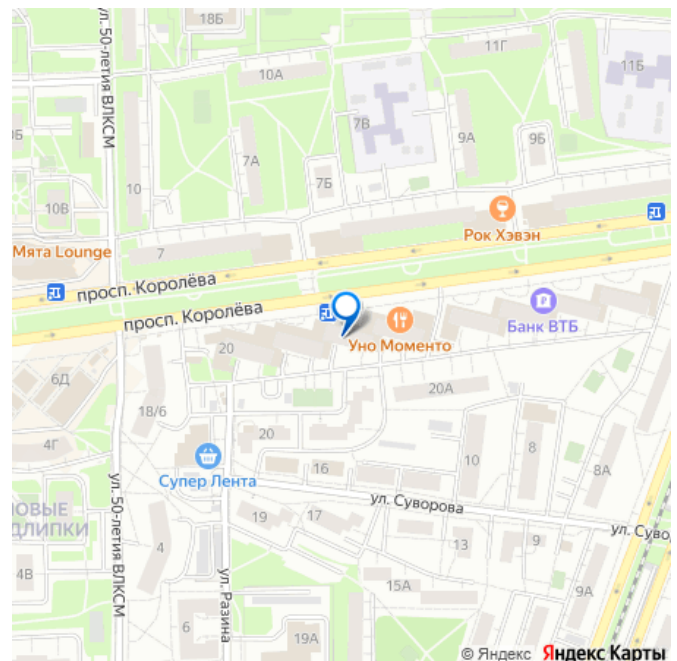 18Б
11Г
10А
11Б
ул. 50-летия ВЛКСМ
7В
9А
9Б
7А
7Б
10
10В
Рок Хэвэн
Мята Lounge
7
просп. Королёва
просп. Королёва
Банк ВТБ
Уно Моменто
20
6Д
20А
18/6
4Г
20
10
8
8А
16
Супер Лента
ул. Суворова
19
17
ул. 50-летия ВЛКСМ
4
13
9
ул. Разина
4В
15А
9А
6
19А
© Яндекс Яндекс Карты